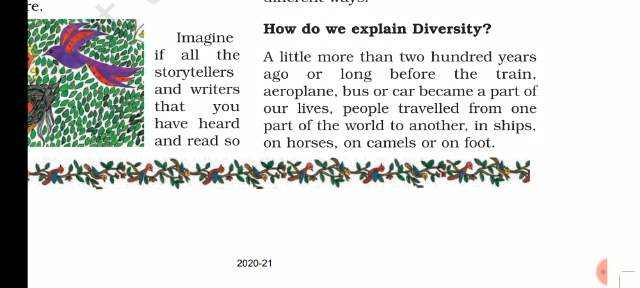 re.
Imagine
if all the
storytellers
and writers
that you
have heard
and read so
different ways.
How do we explain Diversity?
A little more than two hundred years
ago or long before the train,
aeroplane, bus or car became a part of
our lives, people travelled from one
part of the world to another, in ships,
on horses, on camels or on foot.
2020-21